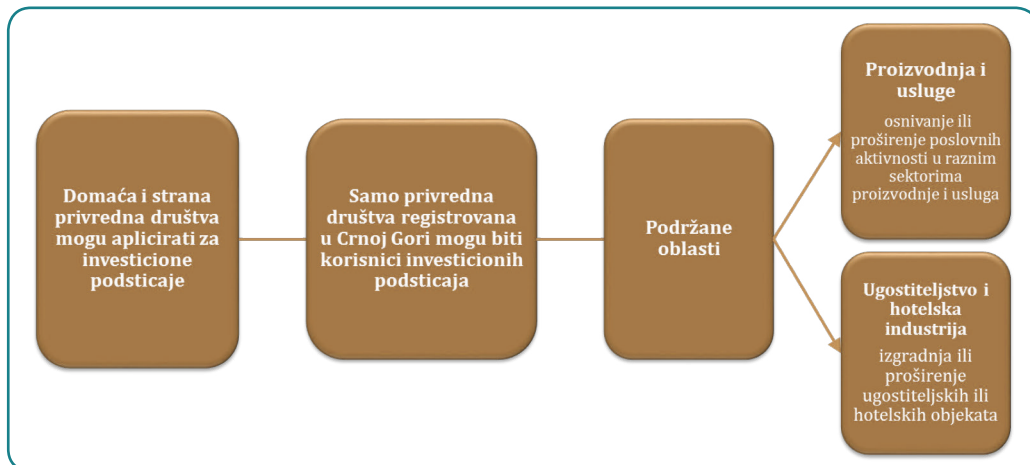 Domaća i strana
privredna društva
mogu aplicirati za
investicione
podsticaje
Samo privredna
društva registrovana
u Crnoj Gori mogu biti
korisnici investicionih
podsticaja
Podržane
oblasti
Proizvodnja i
usluge
osnivanje ili
proširenje poslovnih
aktivnosti u raznim
sektorima
proizvodnje i usluga
Ugostiteljstvo i
hotelska
industrija
izgradnja ili
proširenje
ugostiteljskih ili
hotelskih objekata